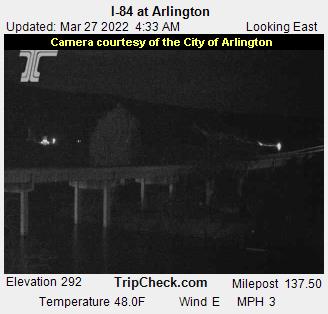 I-84 at Arlington
Updated: Mar 27 2022 4:33 AM Looking East
Camera courtesy of the City of Arlington
Elevation 292 TripCheck.com Milepost 137.50
Temperature 48.0F Wind E MPH 3